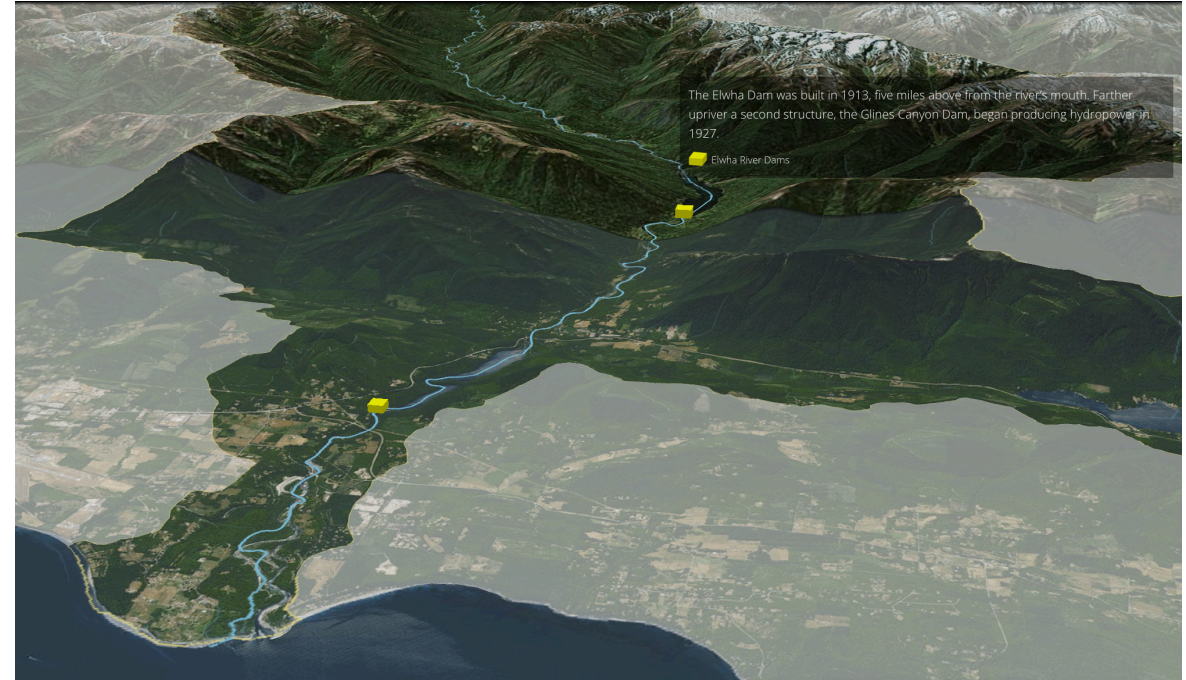 The Elwha Dam was built in 1913, five miles above from the river's mouth. Farther
upriver a second structure, the Glines Canyon Dam, began producing hydropower in
1927.
Elwha River Dams